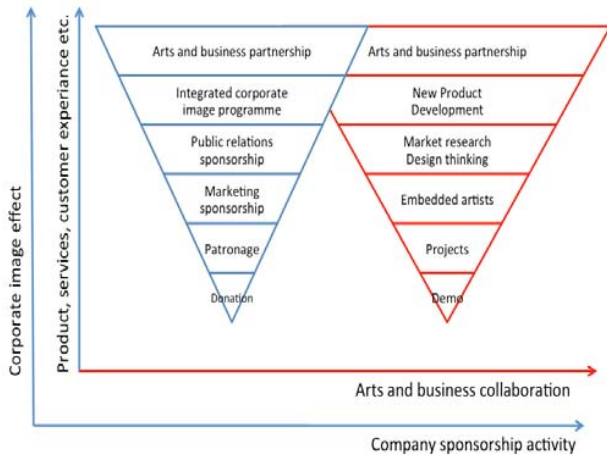 Corporate image effect
Product, services, customer experiance etc.
Arts and business partnership
Integrated corporate
image programme
Public relations
sponsorship
Marketing
sponsorship
Patronage
Donation
Arts and business partnership
New Product
Development
Market research
Design thinking
Embedded artists
Projects
Demo
Arts and business collaboration
Company sponsorship activity